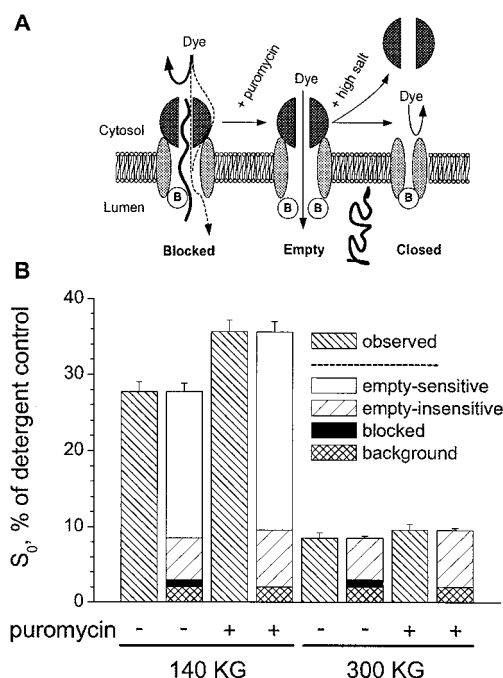 A
Dye
+ puromycin
Dye
+ high salt
Dye
Cytosol
Lumen
B
B
B
B
Blocked
Empty
Closed
B
S₀, % of detergent control
40
30
20
10
0
observed
empty-sensitive
empty-insensitive
blocked
background
puromycin - - + + - - + +
140 KG
300 KG